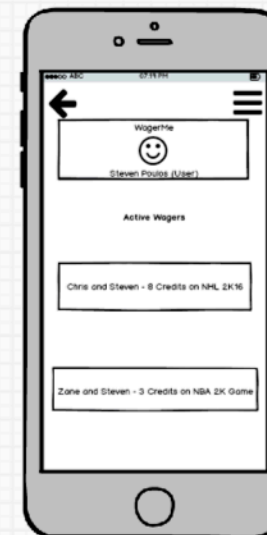 ABC 07:19 PM
WagerMe
Steven Poulos (User)
Active Wagers
Chris and Steven - 8 Credits on NHL 2K16
Zane and Steven - 3 Credits on NBA 2K Game